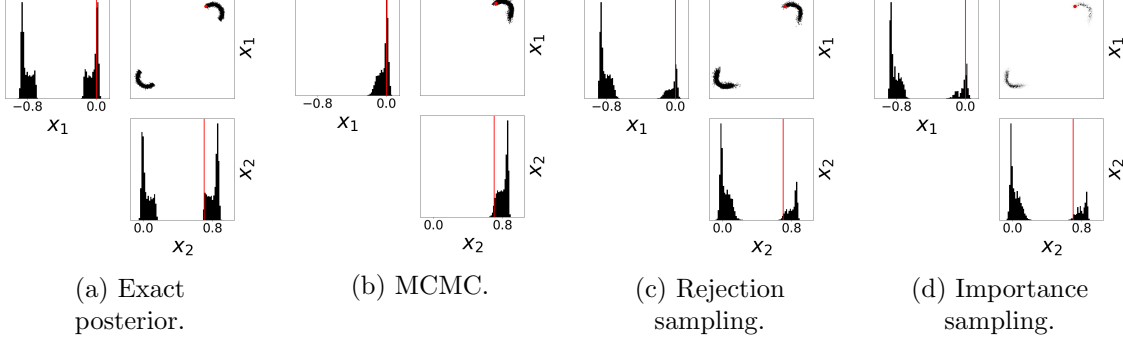 −0.8 0.0
x1
x1
0.0 0.8
x2
x2
(a) Exact
posterior.
−0.8 0.0
x1
x1
0.0 0.8
x2
x2
(b) MCMC.
−0.8 0.0
x1
x1
0.0 0.8
x2
x2
(c) Rejection
sampling.
−0.8 0.0
x1
x1
0.0 0.8
x2
x2
(d) Importance
sampling.